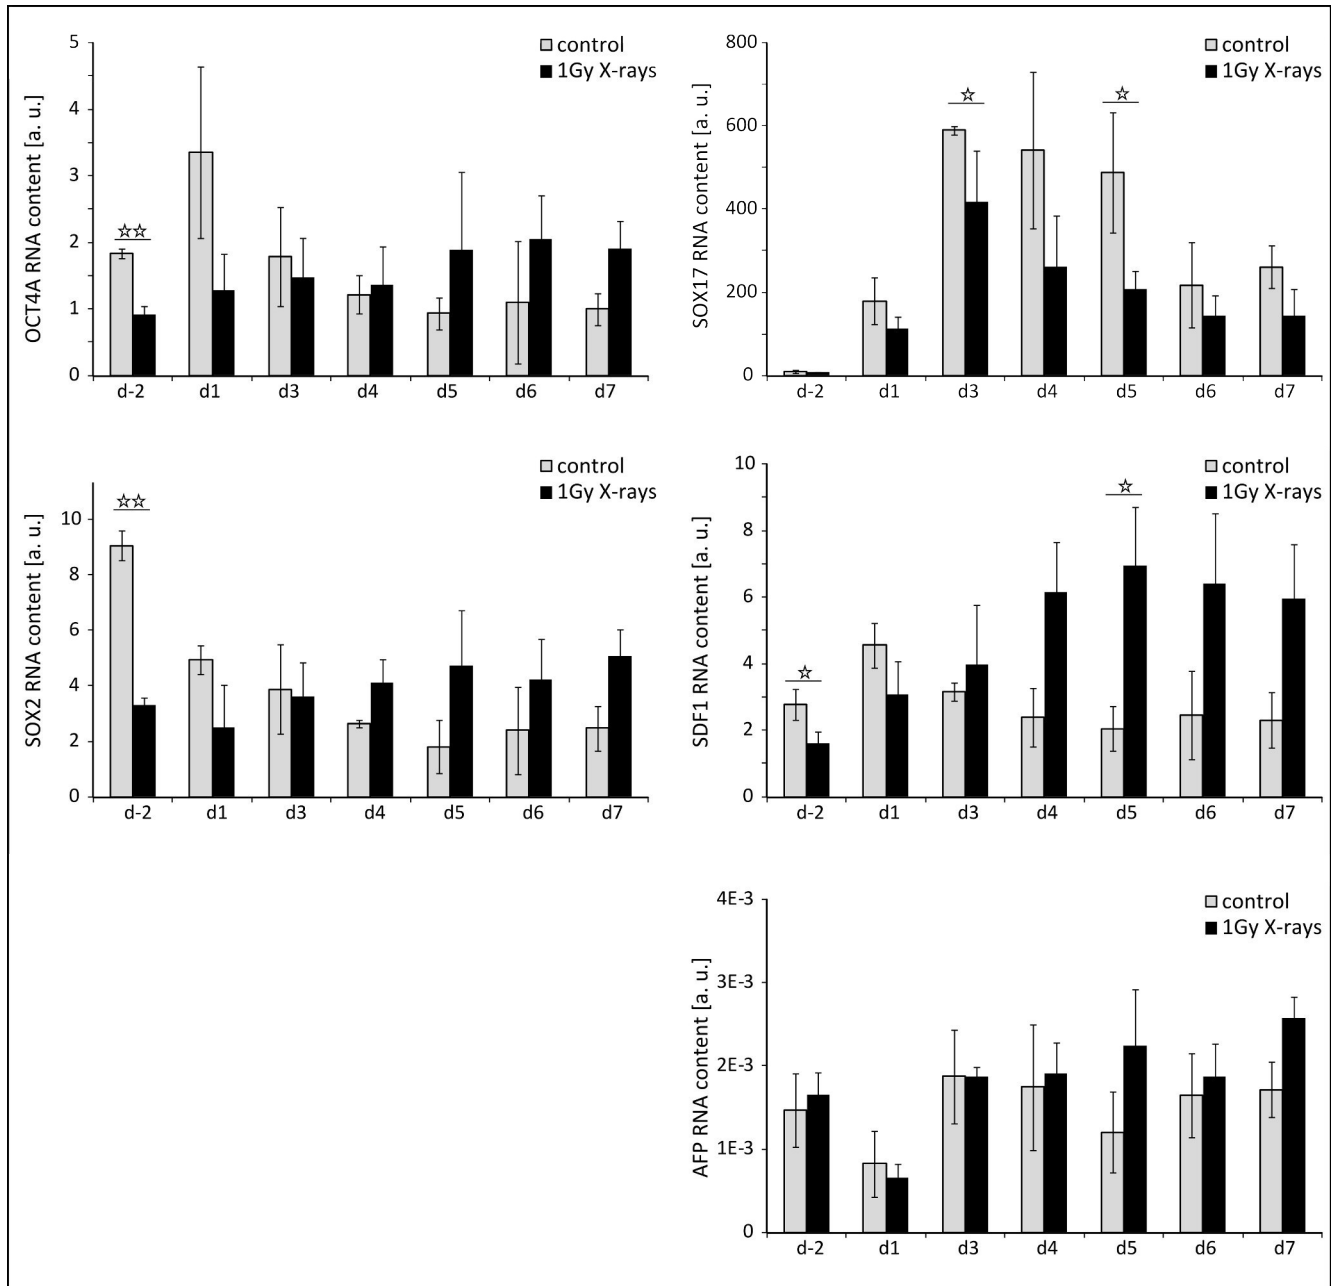 OCT4A RNA content [a. u.]
5
4
3
2
1
0
control
1Gy X-rays
☆☆
d-2 d1 d3 d4 d5 d6 d7
SOX17 RNA content [a. u.]
800
600
400
200
0
control
1Gy X-rays
☆ ☆
d-2 d1 d3 d4 d5 d6 d7
SOX2 RNA content [a. u.]
10
8
6
4
2
0
control
1Gy X-rays
☆☆
d-2 d1 d3 d4 d5 d6 d7
SDF1 RNA content [a. u.]
10
8
6
4
2
0
control
1Gy X-rays
☆ ☆
d-2 d1 d3 d4 d5 d6 d7
AFP RNA content [a. u.]
4E-3
3E-3
2E-3
1E-3
0
control
1Gy X-rays
d-2 d1 d3 d4 d5 d6 d7